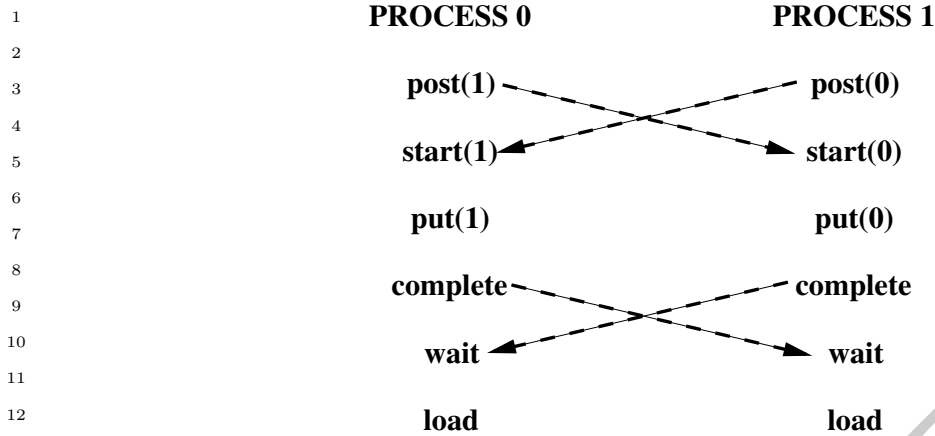 1 PROCESS 0 PROCESS 1
2
3 post(1) post(0)
4
5 start(1) start(0)
6
7 put(1) put(0)
8 complete complete
9
10 wait wait
11
12 load load